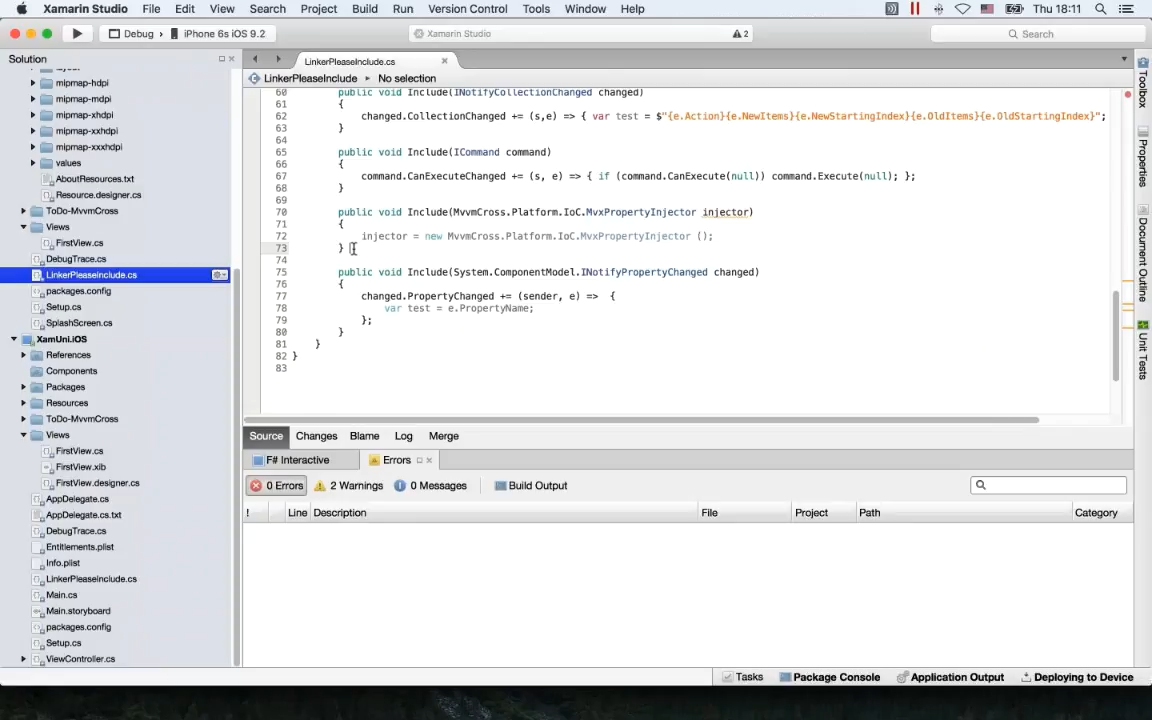 Xamarin Studio File Edit View Search Project Build Run Version Control Tools Window Help Thu 18:11
Debug › iPhone 6s iOS 9.2 Xamarin Studio 2 Search
Solution
mipmap-hdpi
mipmap-mdpi
mipmap-xhdpi
mipmap-xxhdpi
mipmap-xxxhdpi
values
AboutResources.txt
Resource.designer.cs
ToDo-MvvmCross
Views
FirstView.cs
DebugTrace.cs
LinkerPleaseInclude.cs
packages.config
Setup.cs
SplashScreen.cs
XamUni.iOS
References
Components
Packages
Resources
ToDo-MvvmCross
Views
FirstView.cs
FirstView.xib
FirstView.designer.cs
AppDelegate.cs
AppDelegate.cs.txt
DebugTrace.cs
Entitlements.plist
Info.plist
LinkerPleaseInclude.cs
Main.cs
Main.storyboard
packages.config
Setup.cs
ViewController.cs
LinkerPleaseInclude.cs
LinkerPleaseInclude No selection
60 public void Include(INotifyCollectionChanged changed)
61 {
62 changed.CollectionChanged += (s,e) => { var test = $"{e.Action}{e.NewItems}{e.NewStartingIndex}{e.OldItems}{e.OldStartingIndex}";
63 }
64
65 public void Include(ICommand command)
66 {
67 command.CanExecuteChanged += (s, e) => { if (command.CanExecute(null)) command.Execute(null); };
68 }
69
70 public void Include(MvvmCross.Platform.IoC.MvxPropertyInjector injector)
71 {
72 injector = new MvvmCross.Platform.IoC.MvxPropertyInjector ();
73 }
74
75 public void Include(System.ComponentModel.INotifyPropertyChanged changed)
76 {
77 changed.PropertyChanged += (sender, e) => {
78 var test = e.PropertyName;
79 };
80 }
81 }
82 }
83
Source Changes Blame Log Merge
F# Interactive Errors
0 Errors 2 Warnings 0 Messages Build Output
! Line Description File Project Path Category
Toolbox
Properties
Document Outline
Unit Tests
Tasks Package Console Application Output Deploying to Device